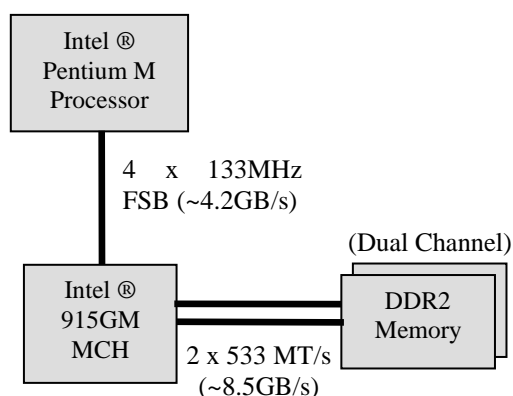 Intel ®
Pentium M
Processor
4 x 133MHz
FSB (~4.2GB/s)
(Dual Channel)
Intel ®
915GM
MCH
DDR2
Memory
2 x 533 MT/s
(~8.5GB/s)